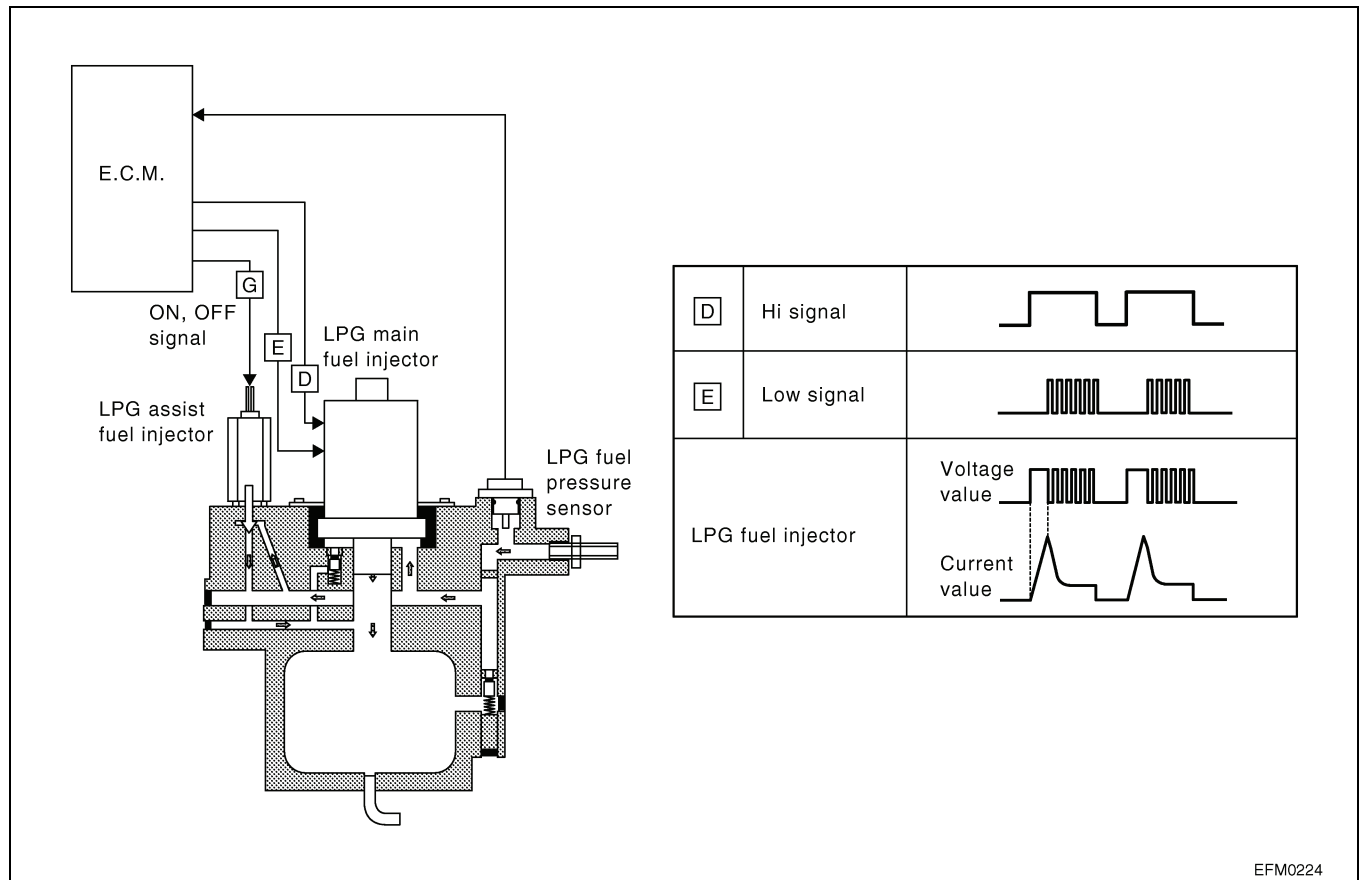 E.C.M.
G
ON, OFF
signal
E
D
LPG main
fuel injector
LPG assist
fuel injector
LPG fuel
pressure
sensor
D
Hi signal
E
Low signal
LPG fuel injector
Voltage
value
Current
value
EFM0224